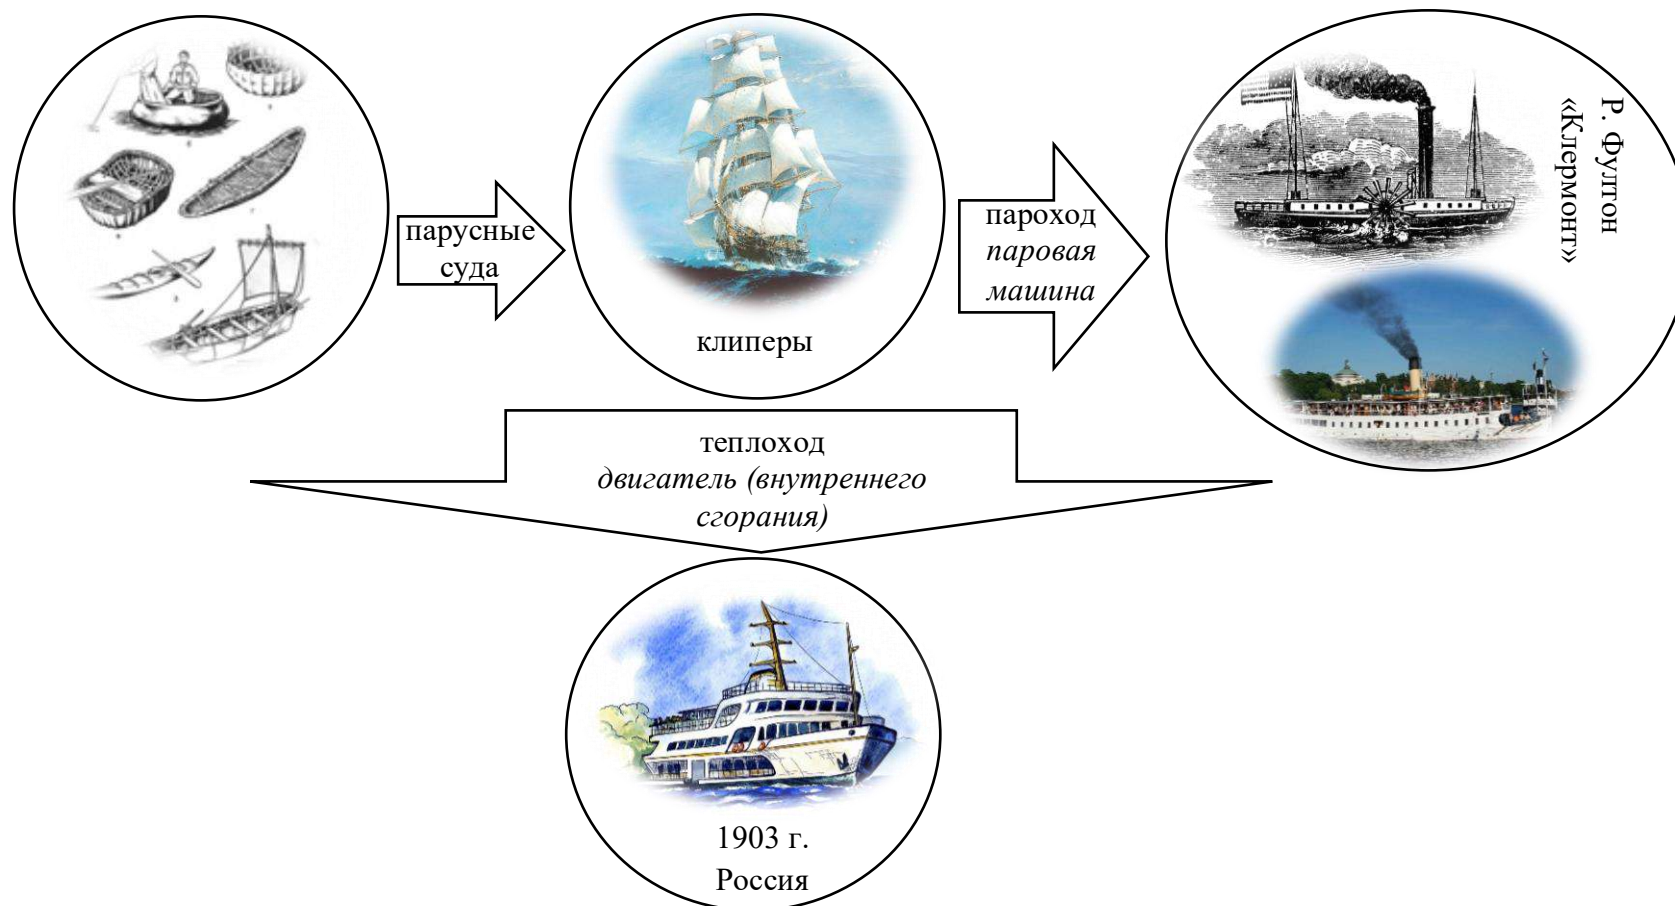 парусные
суда
клиперы
пароход
паровая
машина
Р. Фултон
«Клермонт»
теплоход
двигатель (внутреннего
сгорания)
1903 г.
Россия